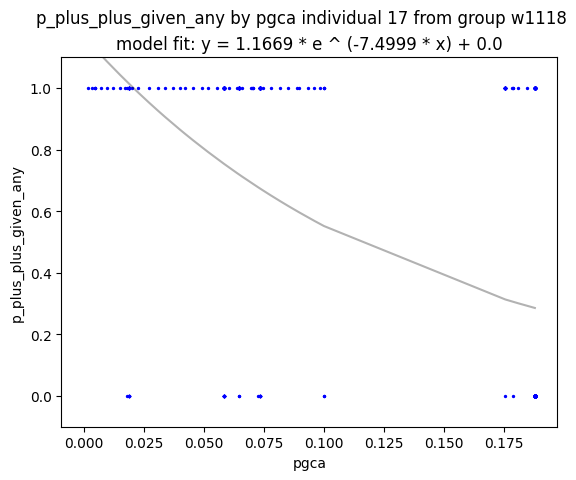 p_plus_plus_given_any by pgca individual 17 from group w1118
model fit: y = 1.1669 * e ^ (-7.4999 * x) + 0.0
1.0
0.8
0.6
0.4
0.2
0.0
p_plus_plus_given_any
0.000 0.025 0.050 0.075 0.100 0.125 0.150 0.175
pgca